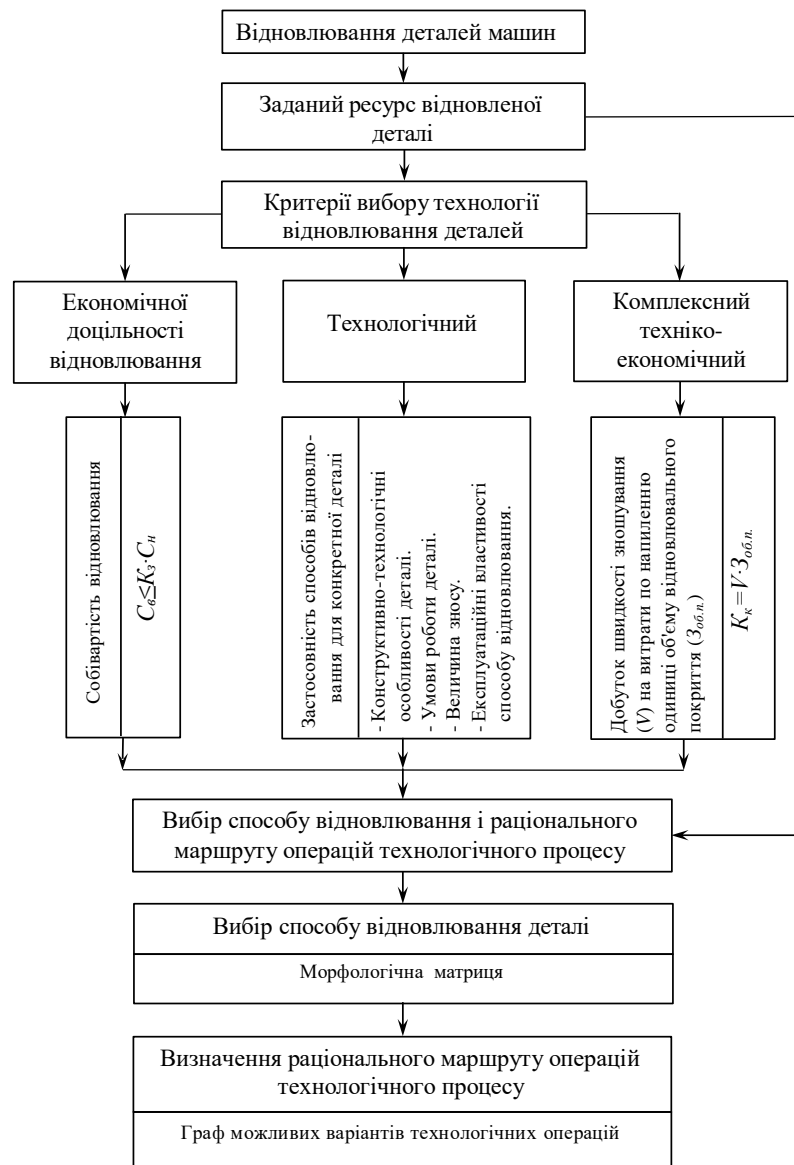 Відновлювання деталей машин
Заданий ресурс відновленої
деталі
Критерії вибору технології
відновлювання деталей
Економічної
доцільності
відновлювання
Технологічний
Комплексний
техніко-
економічний
Собівартість відновлювання
Cв≤Kз·Cн
Застосовність способів відновлю-
вання для конкретної деталі
- Конструктивно-технологічні
особливості деталі.
- Умови роботи деталі.
- Величина зносу.
- Експлуатаційні властивості
способу відновлювання.
Добуток швидкості зношування
(V) на витрати по напиленню
одиниці об'єму відновлювального
покриття (Зоб.п.)
Kк=V·Зоб.п.
Вибір способу відновлювання і раціонального
маршруту операцій технологічного процесу
Вибір способу відновлювання деталі
Морфологічна матриця
Визначення раціонального маршруту операцій
технологічного процесу
Граф можливих варіантів технологічних операцій